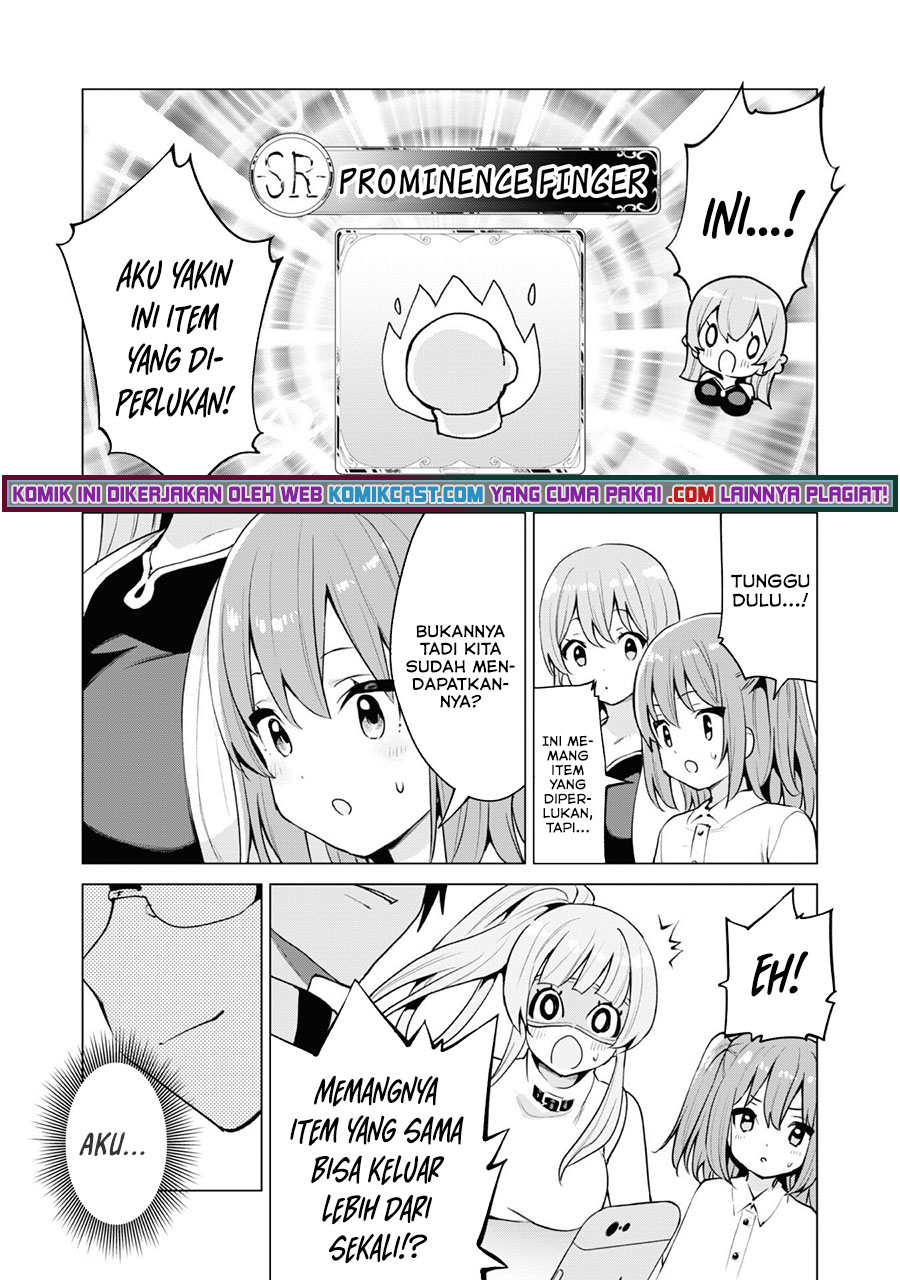 INI...!
SR PROMINENCE FINGER
AKU YAKIN
INI ITEM
YANG DI-
PERLUKAN!
KOMIK INI DIKERJAKAN OLEH WEB KOMIKCAST.COM YANG CUMA PAKAI .COM LAINNYA PLAGIAT!
TUNGGU
DULU...!
INI ME-
MANG
ITEM
YANG
DIPER-
LUKAN,
TAPI...
BUKANNYA
TADI KITA
SUDAH MEN-
DAPATKAN-
NYA?
EH!
MEMANGNYA
ITEM YANG SAMA
BISA KELUAR
LEBIH DARI
SEKALI!?
AKU...